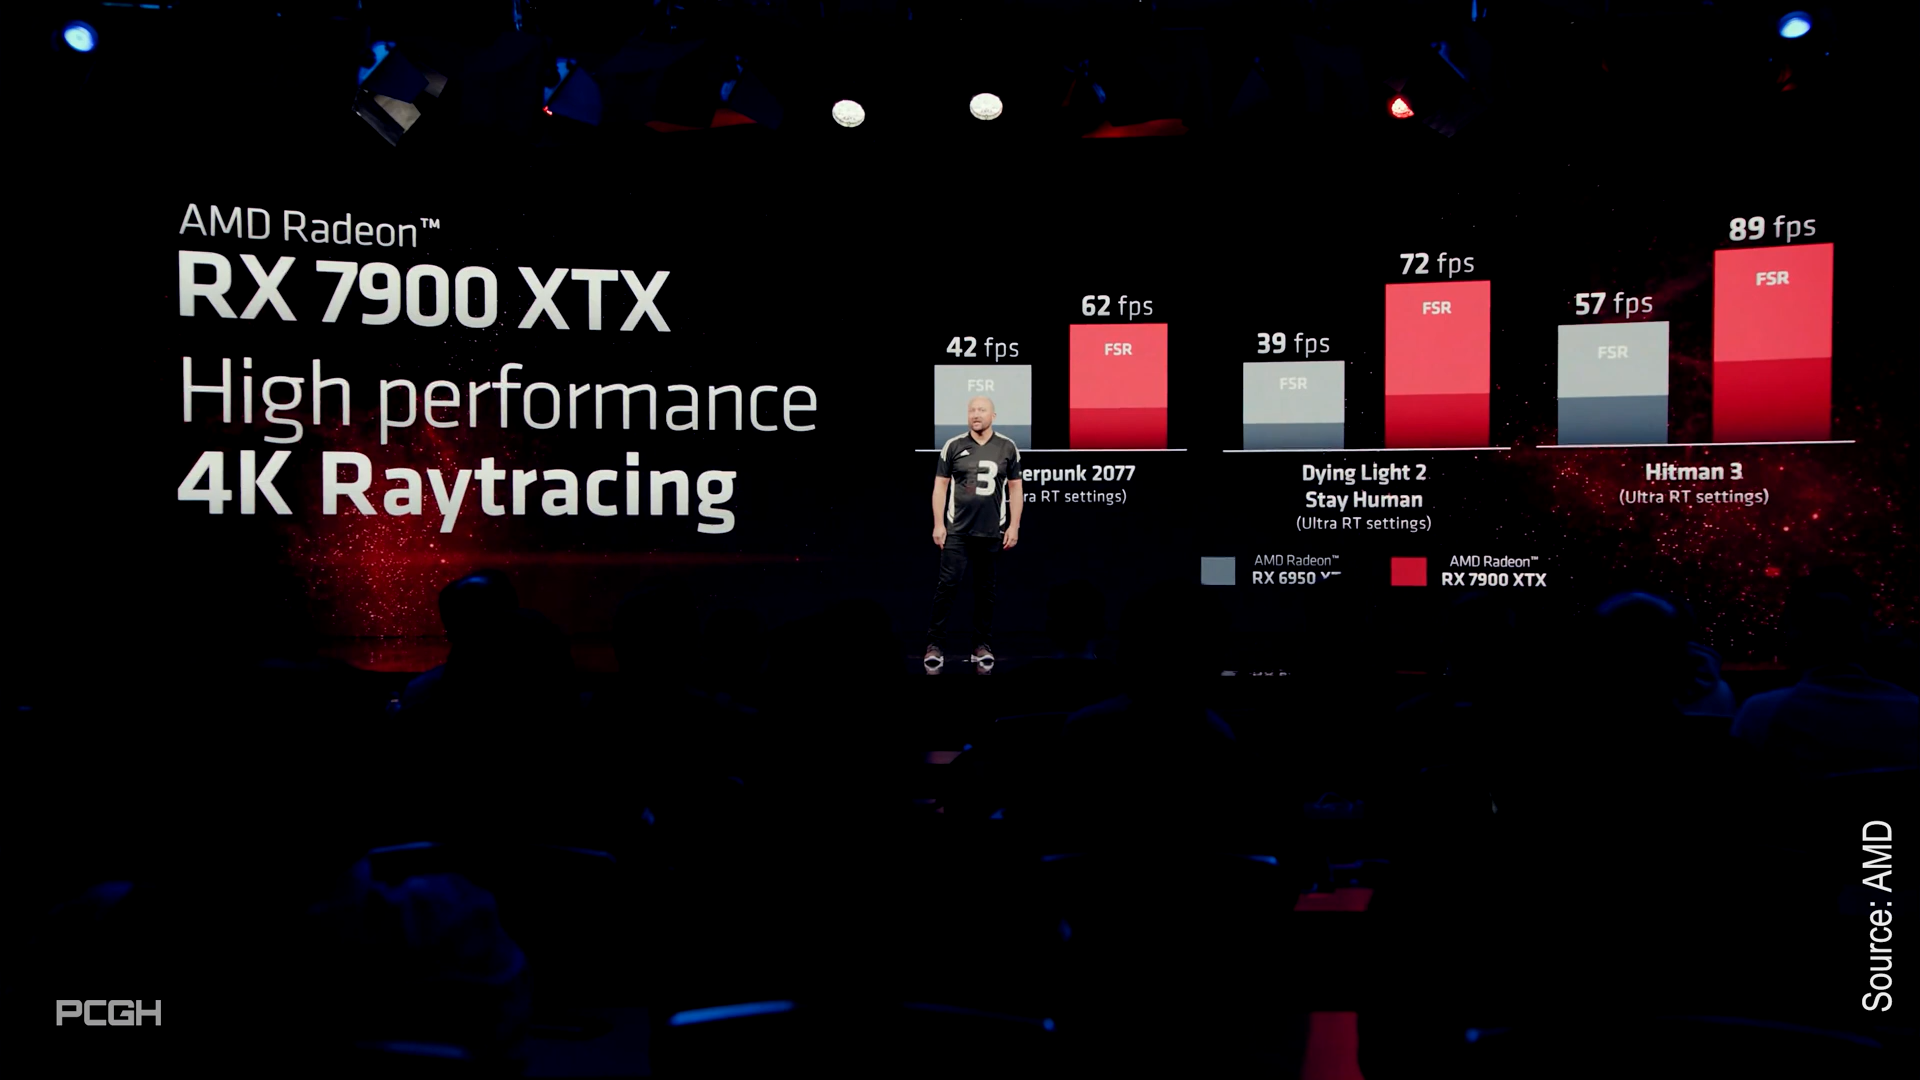 AMD Radeon™
RX 7900 XTX
High performance
4K Raytracing
42 fps
FSR
62 fps
FSR
39 fps
FSR
72 fps
FSR
57 fps
FSR
89 fps
FSR
3
erpunk 2077
ra RT settings)
Dying Light 2
Stay Human
(Ultra RT settings)
Hitman 3
(Ultra RT settings)
AMD Radeon™
RX 6950
AMD Radeon™
RX 7900 XTX
Source: AMD
PCGH